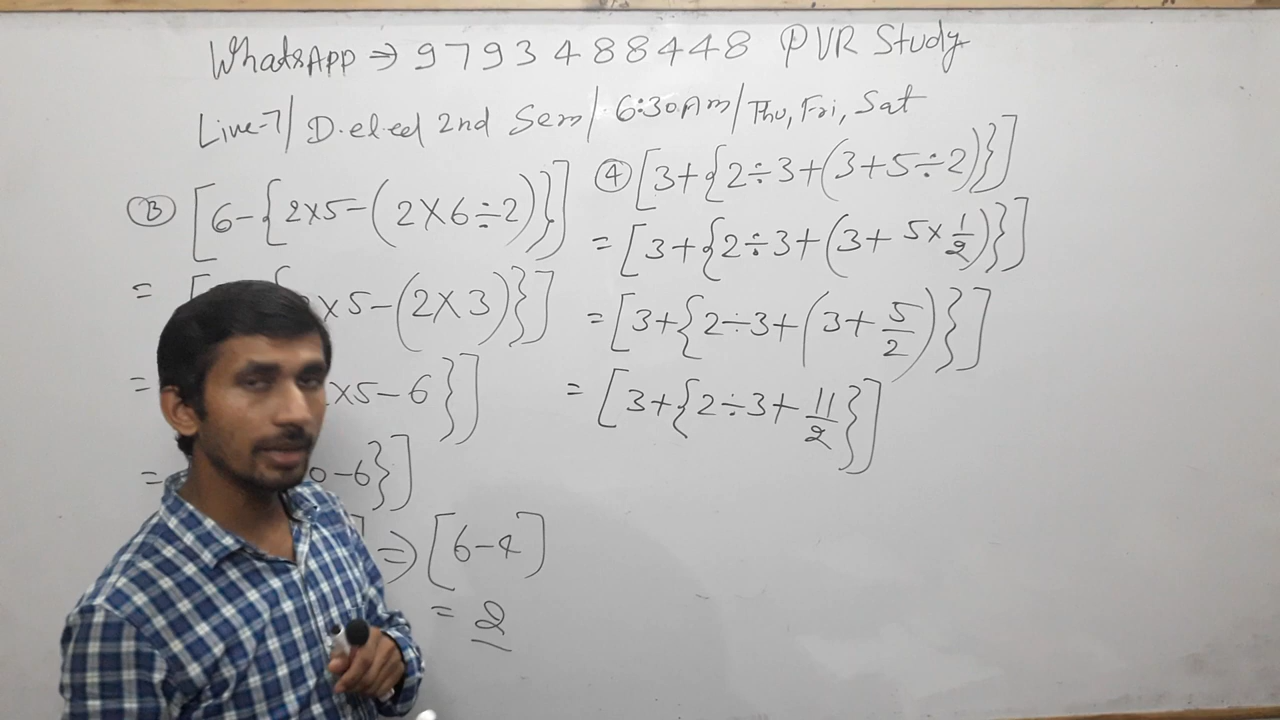 WhatsApp ⇒ 9793488448 PVR Study
Live-7/ D.el.ed 2nd Sem/ 6:30Am/ Thu, Fri, Sat
③ [6-{2×5-(2×6÷2)}]
= [ ×5-(2×3)}]
= ×5-6}]
= 0-6}]
] ⇒ [6-4]
= 2
④ [3+{2÷3+(3+5÷2)}]
= [3+{2÷3+(3+5×1/2)}]
= [3+{2÷3+(3+5/2)}]
= [3+{2÷3+11/2}]